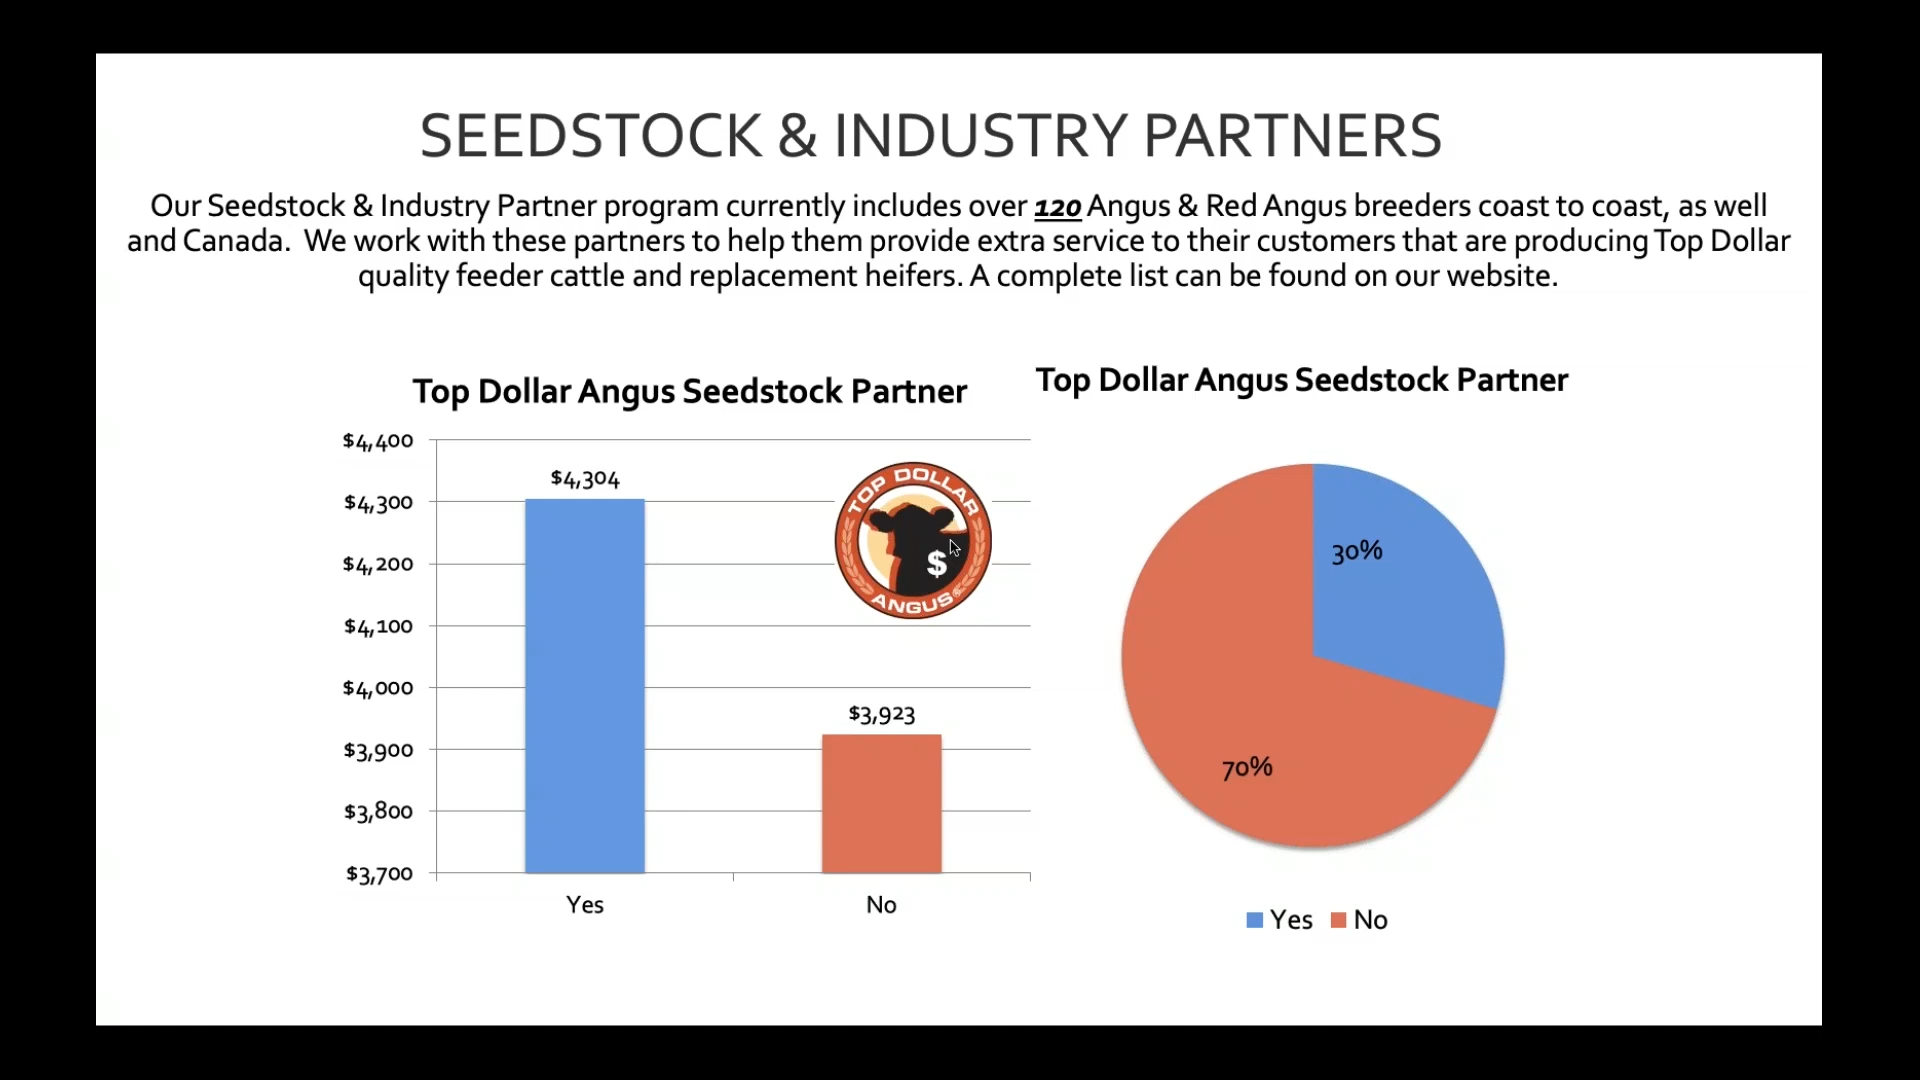 SEEDSTOCK & INDUSTRY PARTNERS
Our Seedstock & Industry Partner program currently includes over 120 Angus & Red Angus breeders coast to coast, as well
and Canada.  We work with these partners to help them provide extra service to their customers that are producing Top Dollar
quality feeder cattle and replacement heifers. A complete list can be found on our website.
Top Dollar Angus Seedstock Partner
$4,400
$4,300
$4,200
$4,100
$4,000
$3,900
$3,800
$3,700
$4,304
$3,923
Yes
No
TOP DOLLAR
$
ANGUS®
Top Dollar Angus Seedstock Partner
30%
70%
Yes No